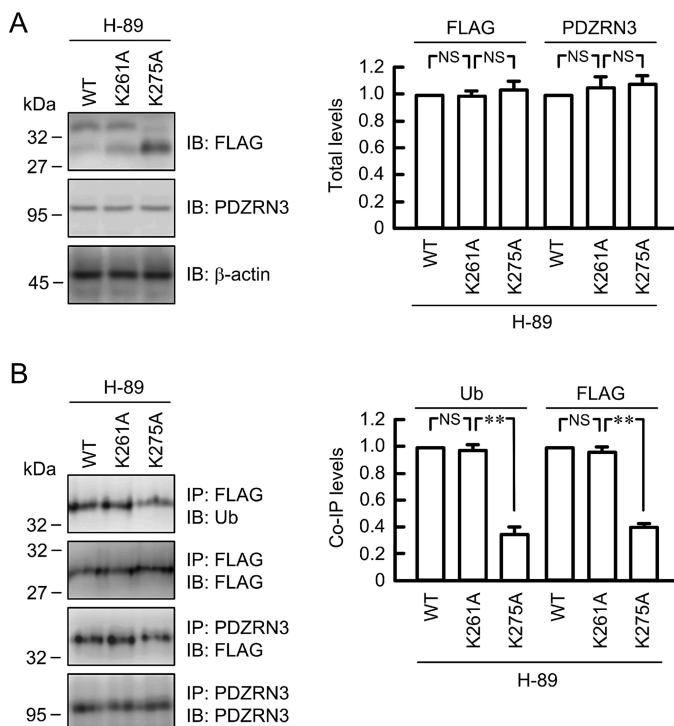 A
H-89
WT
K261A
K275A
kDa
32
27
IB: FLAG
95
IB: PDZRN3
45
IB: β-actin
FLAG
PDZRN3
NS
NS
NS
NS
Total levels
1.2
1.0
0.8
0.6
0.4
0.2
0
WT
K261A
K275A
WT
K261A
K275A
H-89
B
H-89
WT
K261A
K275A
kDa
32
IP: FLAG
IB: Ub
32
27
IP: FLAG
IB: FLAG
32
IP: PDZRN3
IB: FLAG
95
IP: PDZRN3
IB: PDZRN3
Ub
FLAG
NS
**
NS
**
Co-IP levels
1.2
1.0
0.8
0.6
0.4
0.2
0
WT
K261A
K275A
WT
K261A
K275A
H-89